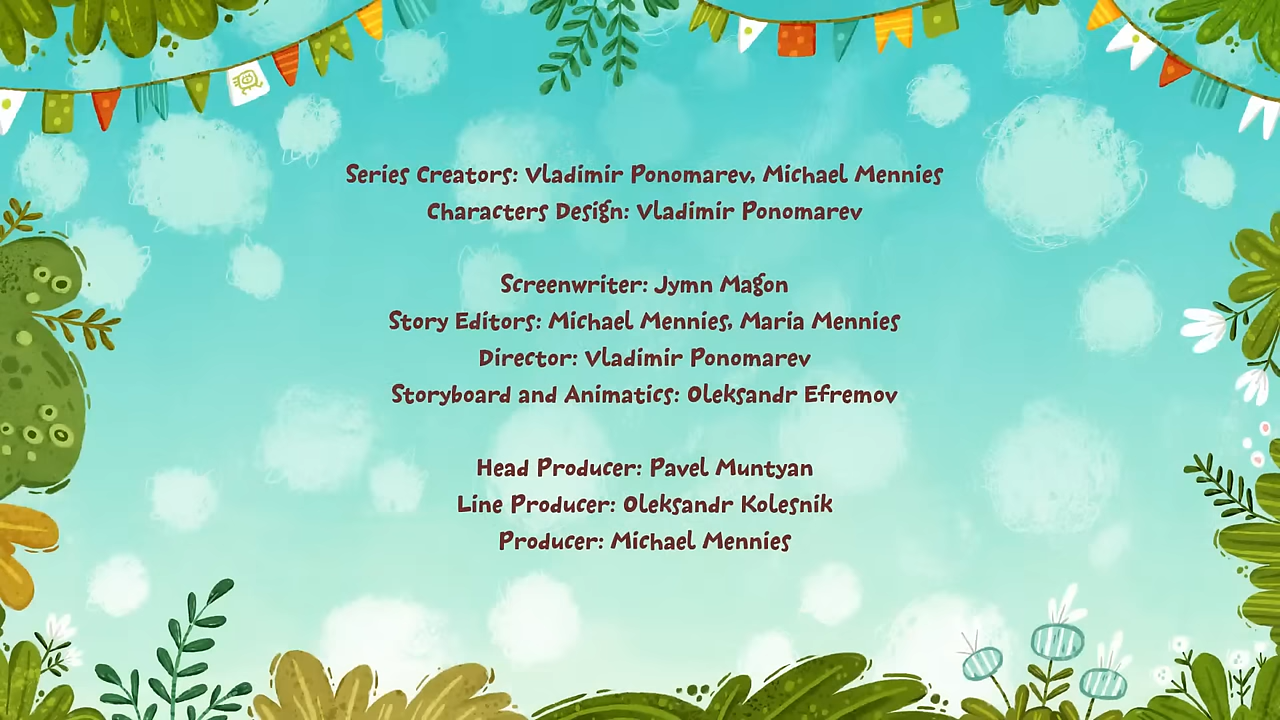 Series Creators: Vladimir Ponomarev, Michael Mennies
Characters Design: Vladimir Ponomarev
Screenwriter: Jymn Magon
Story Editors: Michael Mennies, Maria Mennies
Director: Vladimir Ponomarev
Storyboard and Animatics: Oleksandr Efremov
Head Producer: Pavel Muntyan
Line Producer: Oleksandr Kolesnik
Producer: Michael Mennies